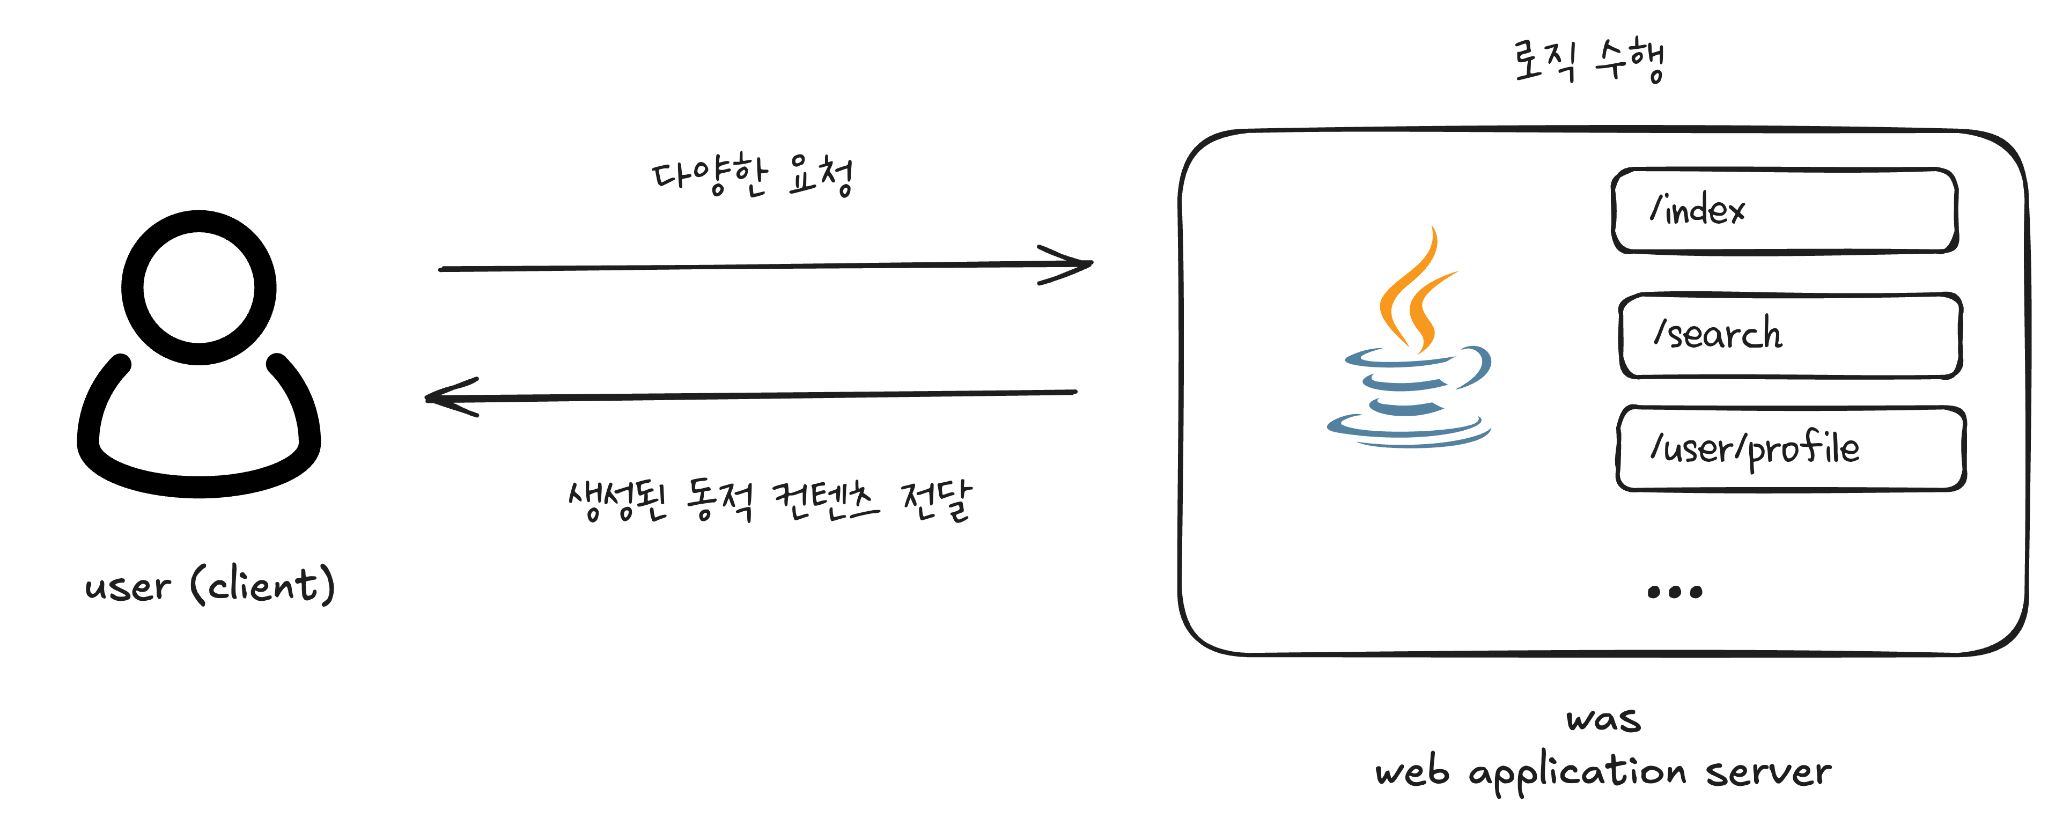 로직 수행
다양한 요청
/index
/search
/user/profile
생성된 동적 컨텐츠 전달
user (client)
...
was
web application server